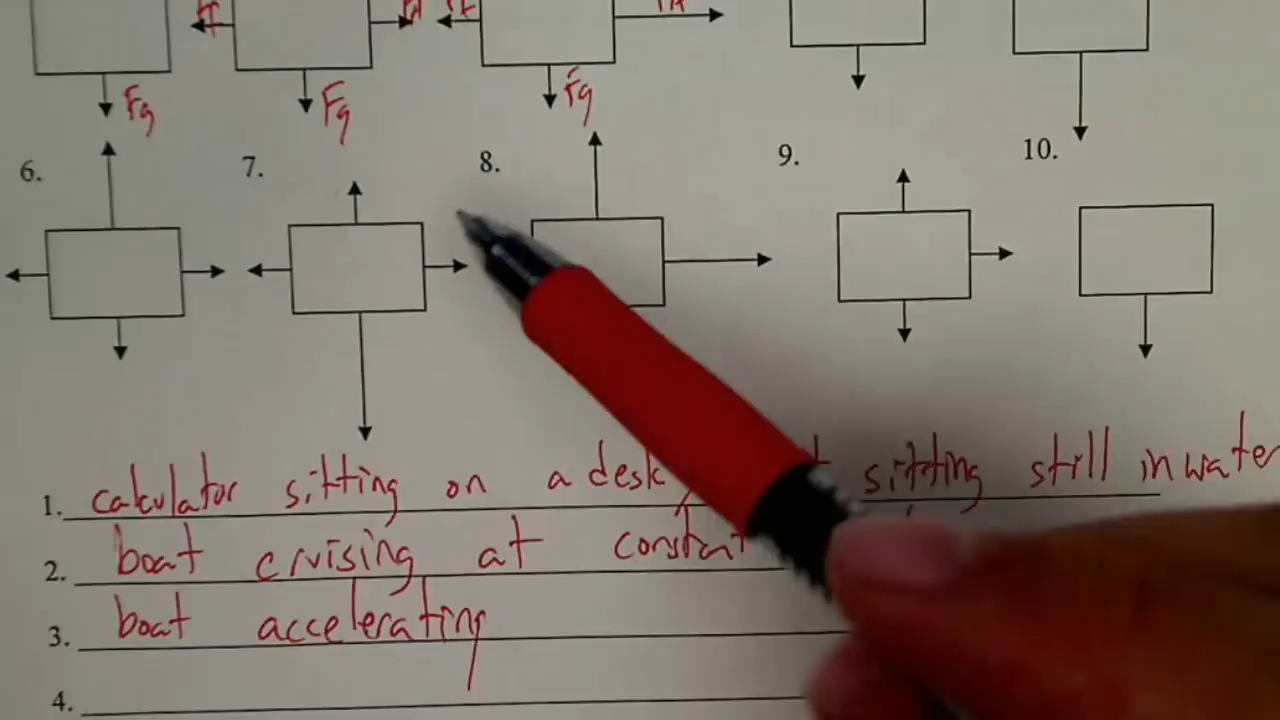 Fg Fg Fg
6. 7. 8. 9. 10.
1. calculator sitting on a desk, sitting still in water
2. boat cruising at
3. boat accelerating
4.